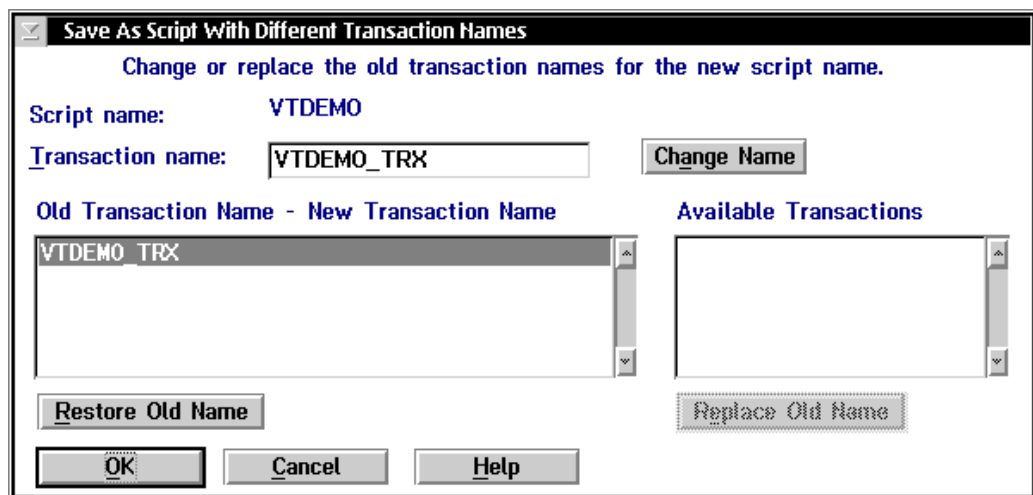 Save As Script With Different Transaction Names
Change or replace the old transaction names for the new script name.
Script name: VTDEMO
Transaction name: VTDEMO_TRX Change Name
Old Transaction Name - New Transaction Name Available Transactions
VTDEMO_TRX
Restore Old Name Replace Old Name
OK Cancel Help